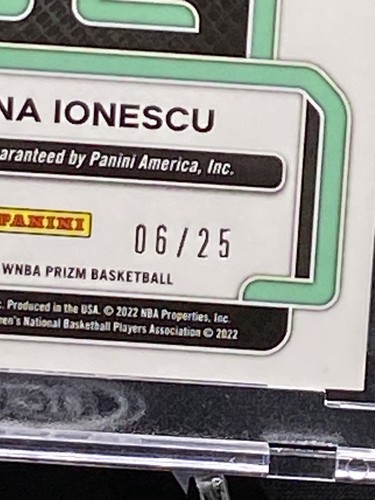 NA IONESCU
aranteed by Panini America, Inc.
PANINI
06/25
WNBA PRIZM BASKETBALL
c. Produced in the USA. © 2022 NBA Properties, Inc.
en's National Basketball Players Association © 2022